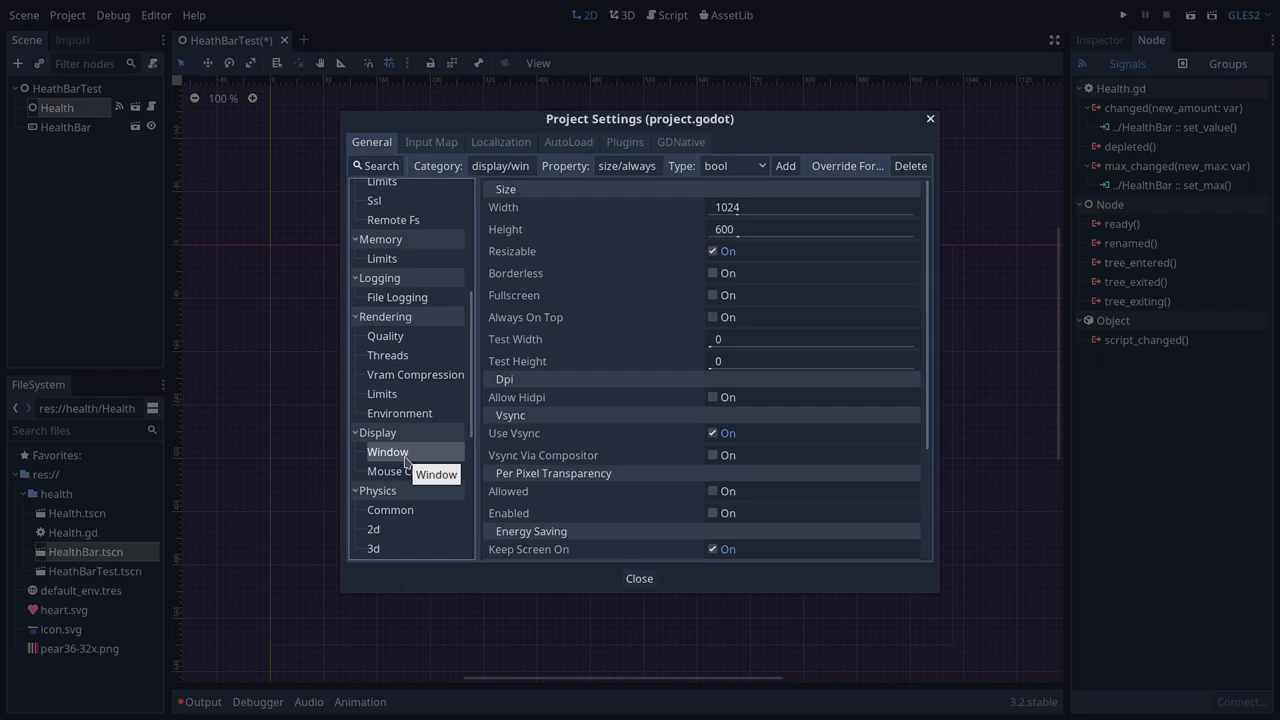 Scene Project Debug Editor Help
2D 3D Script AssetLib
GLES2
Scene Import
Filter nodes
HeathBarTest
Health
HealthBar
FileSystem
res://health/Health
Search files
Favorites:
res://
health
Health.tscn
Health.gd
HealthBar.tscn
HeathBarTest.tscn
default_env.tres
heart.svg
icon.svg
pear36-32x.png
HeathBarTest(*)
View
100 %
Project Settings (project.godot)
General Input Map Localization AutoLoad Plugins GDNative
Search Category: display/win Property: size/always Type: bool Add Override For... Delete
Limits
Ssl
Remote Fs
Memory
Limits
Logging
File Logging
Rendering
Quality
Threads
Vram Compression
Limits
Environment
Display
Window
Mouse C
Window
Physics
Common
2d
3d
Size
Width 1024
Height 600
Resizable On
Borderless On
Fullscreen On
Always On Top On
Test Width 0
Test Height 0
Dpi
Allow Hidpi On
Vsync
Use Vsync On
Vsync Via Compositor On
Per Pixel Transparency
Allowed On
Enabled On
Energy Saving
Keep Screen On On
Close
Inspector Node
Signals Groups
Health.gd
changed(new_amount: var)
../HealthBar :: set_value()
depleted()
max_changed(new_max: var)
../HealthBar :: set_max()
Node
ready()
renamed()
tree_entered()
tree_exited()
tree_exiting()
Object
script_changed()
Connect...
Output Debugger Audio Animation
3.2.stable